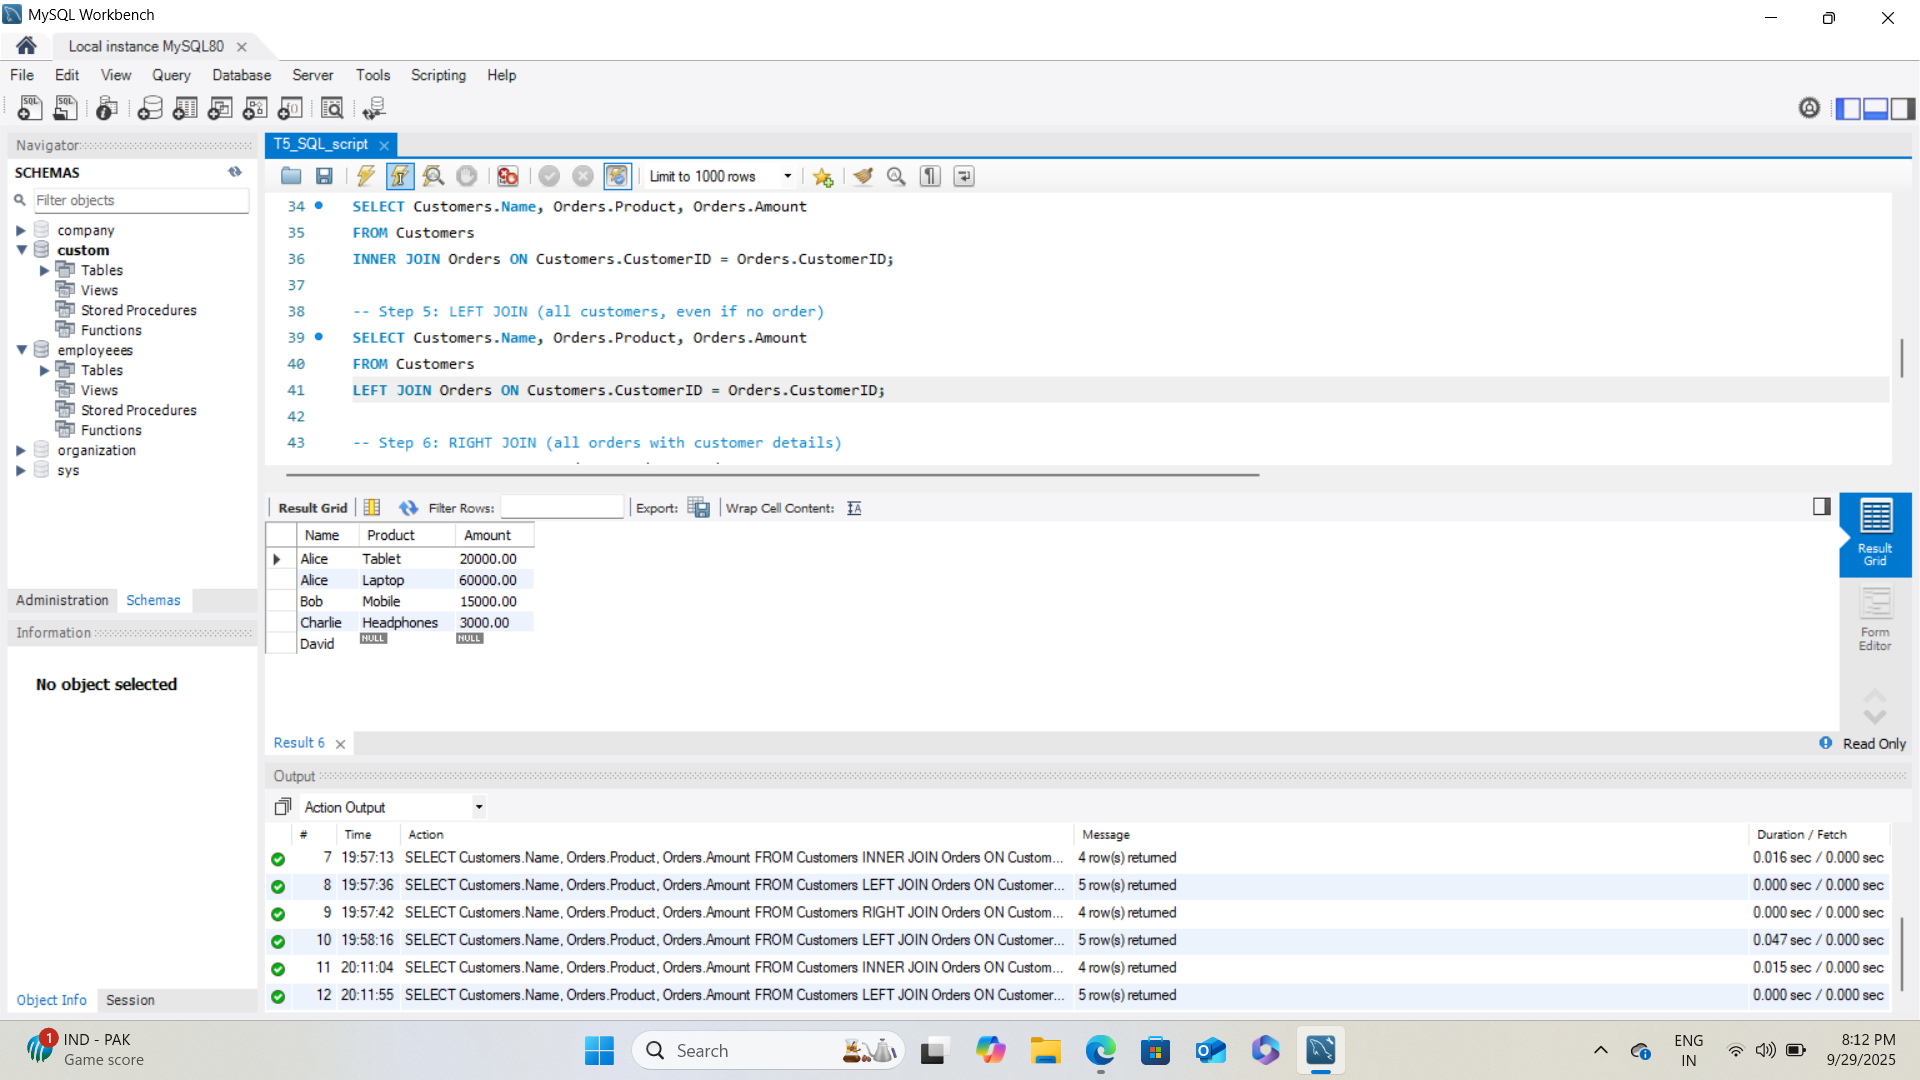 MySQL Workbench
Local instance MySQL80
File Edit View Query Database Server Tools Scripting Help
Navigator
SCHEMAS
Filter objects
company
custom
Tables
Views
Stored Procedures
Functions
employeees
Tables
Views
Stored Procedures
Functions
organization
sys
Administration Schemas
Information
No object selected
Object Info Session
T5_SQL_script
Limit to 1000 rows
34 SELECT Customers.Name, Orders.Product, Orders.Amount
35 FROM Customers
36 INNER JOIN Orders ON Customers.CustomerID = Orders.CustomerID;
37
38 -- Step 5: LEFT JOIN (all customers, even if no order)
39 SELECT Customers.Name, Orders.Product, Orders.Amount
40 FROM Customers
41 LEFT JOIN Orders ON Customers.CustomerID = Orders.CustomerID;
42
43 -- Step 6: RIGHT JOIN (all orders with customer details)
Result Grid Filter Rows: Export: Wrap Cell Content:
Name Product Amount
Alice Tablet 20000.00
Alice Laptop 60000.00
Bob Mobile 15000.00
Charlie Headphones 3000.00
David NULL NULL
Result
Grid
Form
Editor
Result 6
Read Only
Output
Action Output
# Time Action Message Duration / Fetch
7 19:57:13 SELECT Customers.Name, Orders.Product, Orders.Amount FROM Customers INNER JOIN Orders ON Custom... 4 row(s) returned 0.016 sec / 0.000 sec
8 19:57:36 SELECT Customers.Name, Orders.Product, Orders.Amount FROM Customers LEFT JOIN Orders ON Customer... 5 row(s) returned 0.000 sec / 0.000 sec
9 19:57:42 SELECT Customers.Name, Orders.Product, Orders.Amount FROM Customers RIGHT JOIN Orders ON Custom... 4 row(s) returned 0.000 sec / 0.000 sec
10 19:58:16 SELECT Customers.Name, Orders.Product, Orders.Amount FROM Customers LEFT JOIN Orders ON Customer... 5 row(s) returned 0.047 sec / 0.000 sec
11 20:11:04 SELECT Customers.Name, Orders.Product, Orders.Amount FROM Customers INNER JOIN Orders ON Custom... 4 row(s) returned 0.015 sec / 0.000 sec
12 20:11:55 SELECT Customers.Name, Orders.Product, Orders.Amount FROM Customers LEFT JOIN Orders ON Customer... 5 row(s) returned 0.000 sec / 0.000 sec
1
IND - PAK
Game score
Search
ENG
IN
8:12 PM
9/29/2025